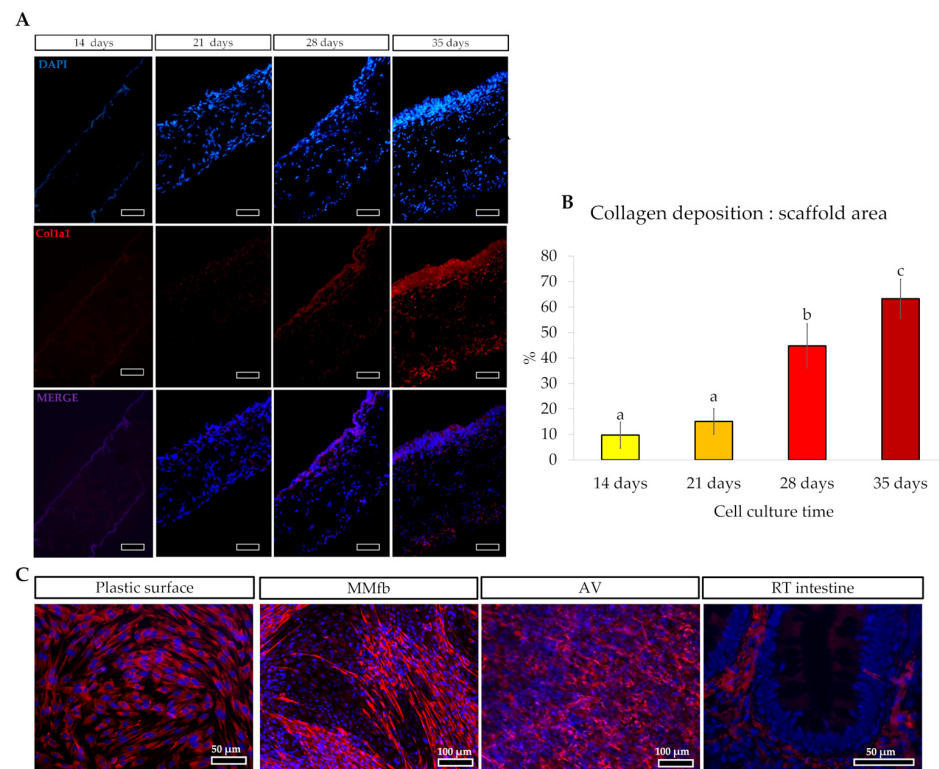 A
14 days
21 days
28 days
35 days
DAPI
Col1a1
MERGE
B
Collagen deposition : scaffold area
80
70
60
50
40
30
20
10
0
%
a
a
b
c
14 days
21 days
28 days
35 days
Cell culture time
C
Plastic surface
MMfb
AV
RT intestine
50 µm
100 µm
100 µm
50 µm